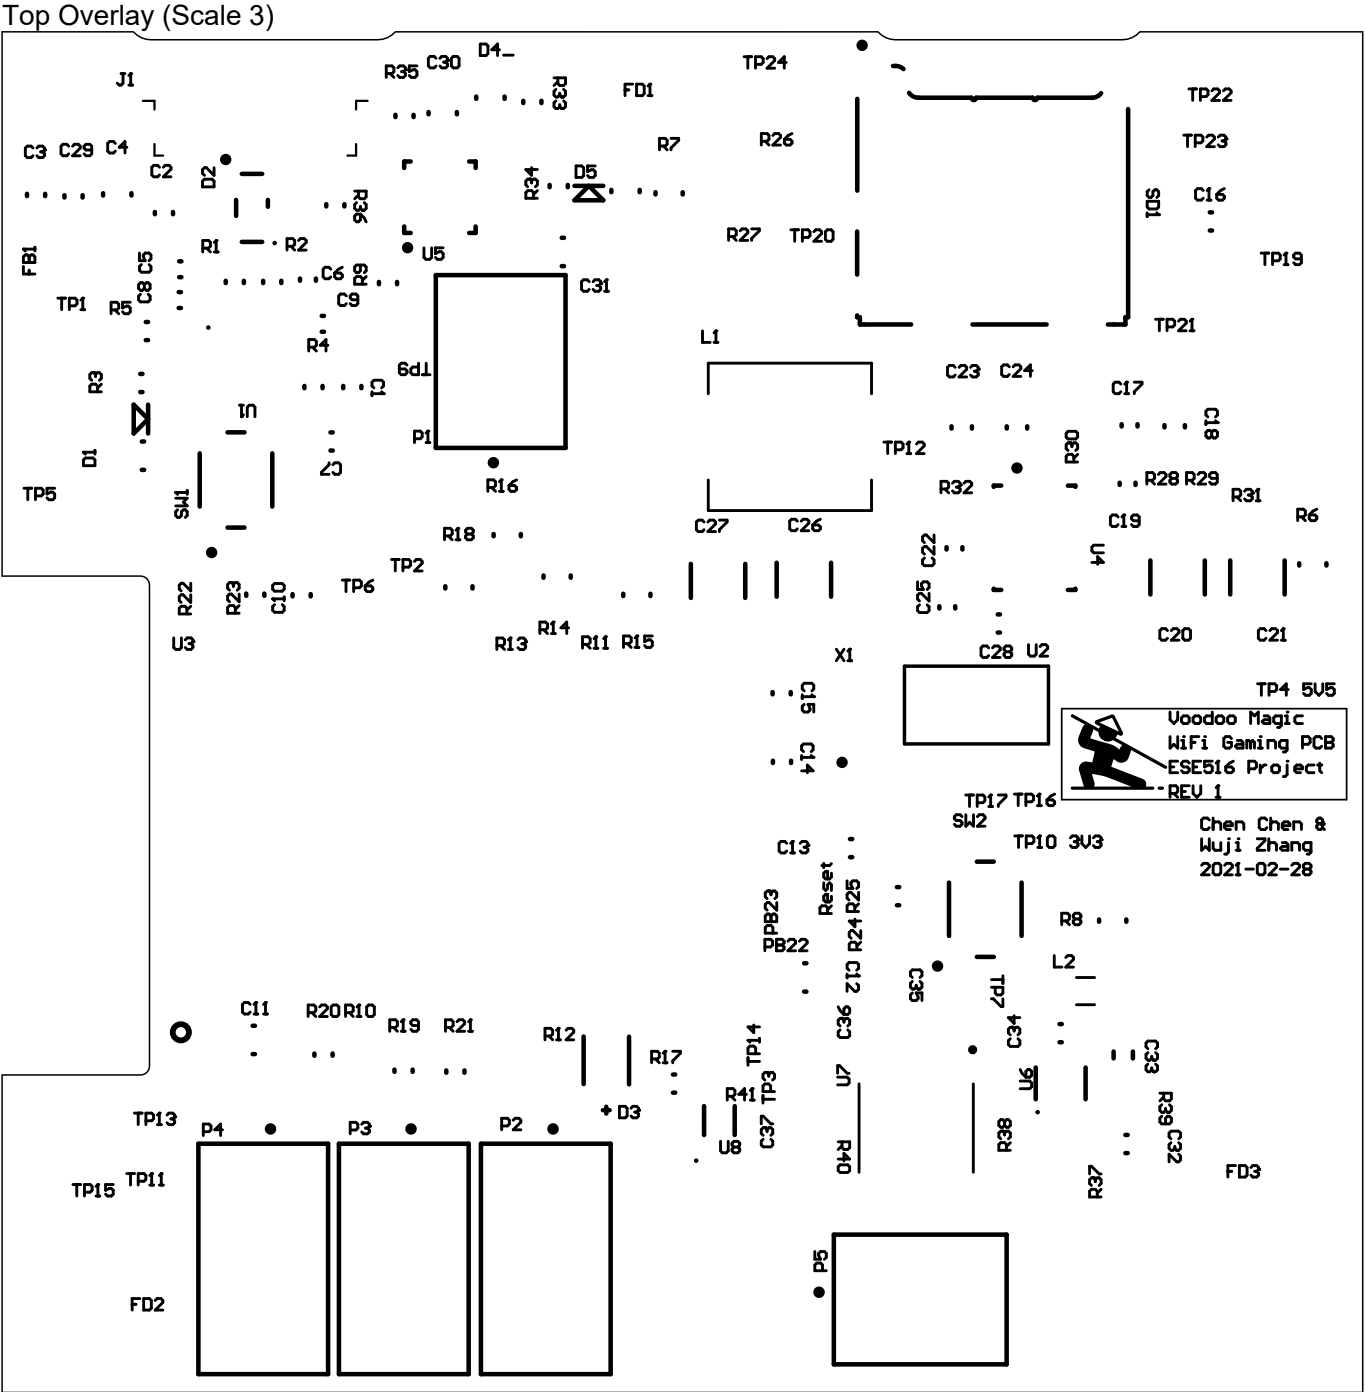 Top Overlay (Scale 3)
D4_
C30
R35
TP24
J1
R33
FD1
TP22
R7
R26
TP23
C3 C29 C4
C2
D2
R34
D5
R36
SD1
C16
R27
TP20
R1
R2
U5
FB1
C5
TP19
C6
R9
C31
C8
C9
TP1
R5
TP21
R4
L1
TP9
C23 C24
R3
C1
C17
U1
P1
C18
D1
TP12
R30
C7
TP5
SW1
R16
R32
R28 R29
R31
R6
C27
C26
C19
R18
C22
U4
TP2
TP6
R22
R23
C10
C25
U3
R13
R14
R11
R15
C20
C21
C28
U2
X1
C15
TP4 5V5
Voodoo Magic
WiFi Gaming PCB
ESE516 Project
REV 1
C14
TP17 TP16
SW2
Chen Chen &
Wuji Zhang
2021-02-28
TP10 3V3
C13
Reset
R25
PPB23
PB22
R24
R8
L2
C12
C35
TP7
C11
R20
R10
R19
R21
R12
C36
C34
R17
TP14
C33
U7
U6
TP3
R41
R39
TP13
D3
P4
P3
P2
C37
U8
R40
R38
C32
TP15
TP11
R37
FD3
P5
FD2